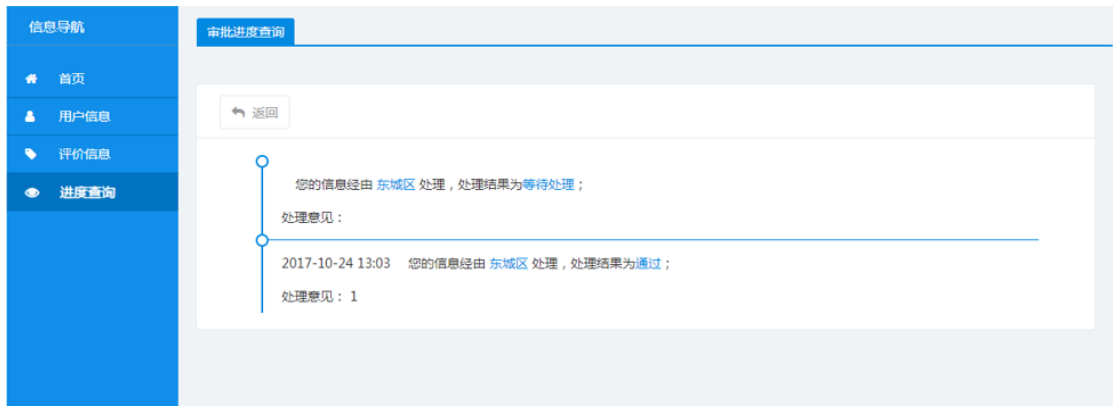 信息导航
首页
用户信息
评价信息
进度查询
审批进度查询
返回
您的信息经由 东城区 处理，处理结果为等待处理；
处理意见：
2017-10-24 13:03 您的信息经由 东城区 处理，处理结果为通过；
处理意见： 1